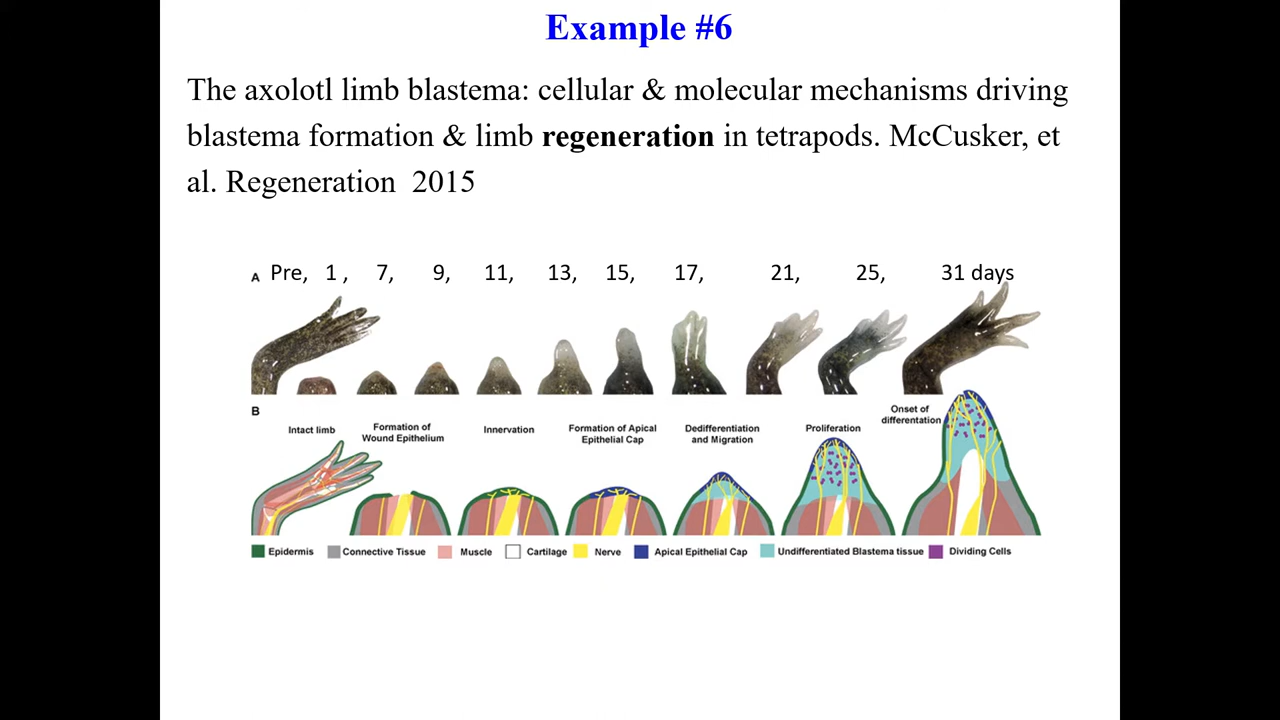 Example #6
The axolotl limb blastema: cellular & molecular mechanisms driving
blastema formation & limb regeneration in tetrapods. McCusker, et
al. Regeneration  2015
A Pre, 1 , 7, 9, 11, 13, 15, 17, 21, 25, 31 days
B
Intact limb
Formation of
Wound Epithelium
Innervation
Formation of Apical
Epithelial Cap
Dedifferentiation
and Migration
Proliferation
Onset of
differentation
Epidermis Connective Tissue Muscle Cartilage Nerve Apical Epithelial Cap Undifferentiated Blastema tissue Dividing Cells